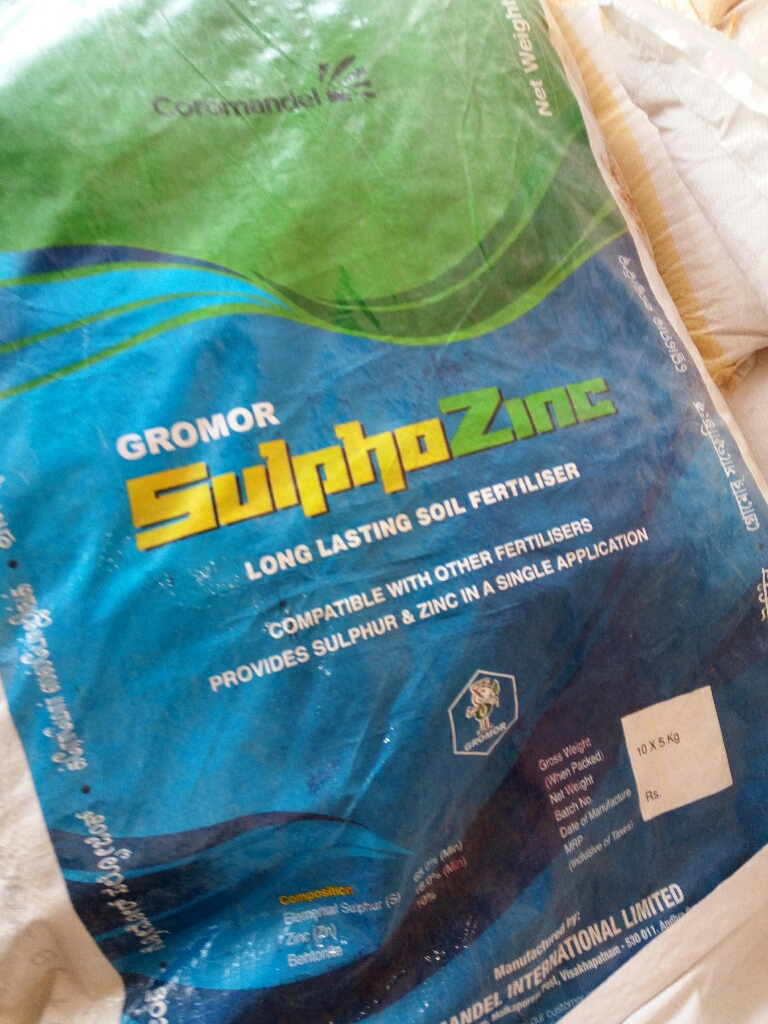 Coromandel
Net Weight
GROMOR
SulphoZinc
LONG LASTING SOIL FERTILISER
COMPATIBLE WITH OTHER FERTILISERS
PROVIDES SULPHUR & ZINC IN A SINGLE APPLICATION
GROMOR
Gross Weight
(When Packed)
Net Weight
10 X 5 Kg
Batch No
Date of Manufacture
MRP
Rs.
(Inclusive of Taxes)
Composition
Elemental Sulphur (S)
(Min)
Zinc (Zn)
(Min)
Bentonite
10%
Manufactured by:
MANDEL INTERNATIONAL LIMITED
Post, Visakhapatnam - 530 011,